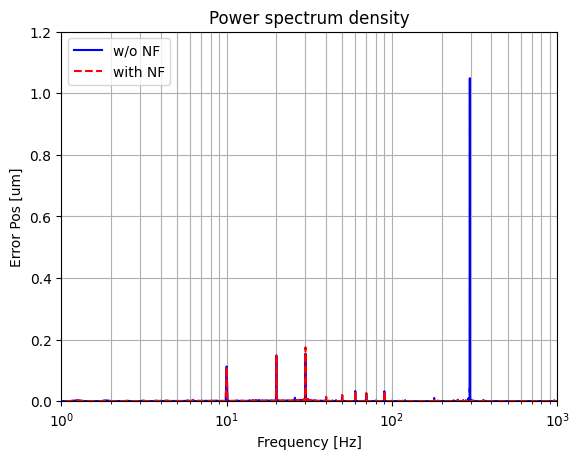 Power spectrum density
w/o NF
with NF
Error Pos [um]
1.2
1.0
0.8
0.6
0.4
0.2
0.0
10⁰
10¹
10²
10³
Frequency [Hz]